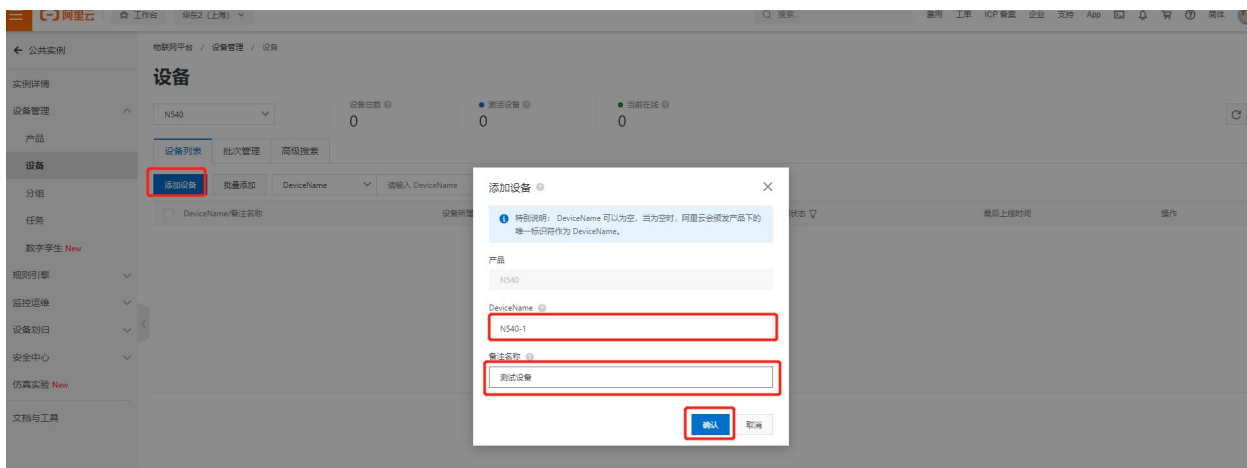 阿里云 工作台 华东2（上海） 搜索... 费用 工单 ICP 备案 企业 支持 App 简体
公共实例
物联网平台 / 设备管理 / 设备
实例详情
设备
设备管理
N540
设备总数
激活设备
当前在线
0
0
0
产品
设备列表 批次管理 高级搜索
设备
添加设备 批量添加 DeviceName 请输入 DeviceName
分组
DeviceName/备注名称
最后上线时间
操作
任务
数字孪生 New
规则引擎
监控运维
设备划归
安全中心
仿真实验 New
文档与工具
添加设备
特别说明： DeviceName 可以为空，当为空时，阿里云会颁发产品下的
唯一标识符作为 DeviceName。
产品
N540
DeviceName
N540-1
备注名称
测试设备
确认 取消